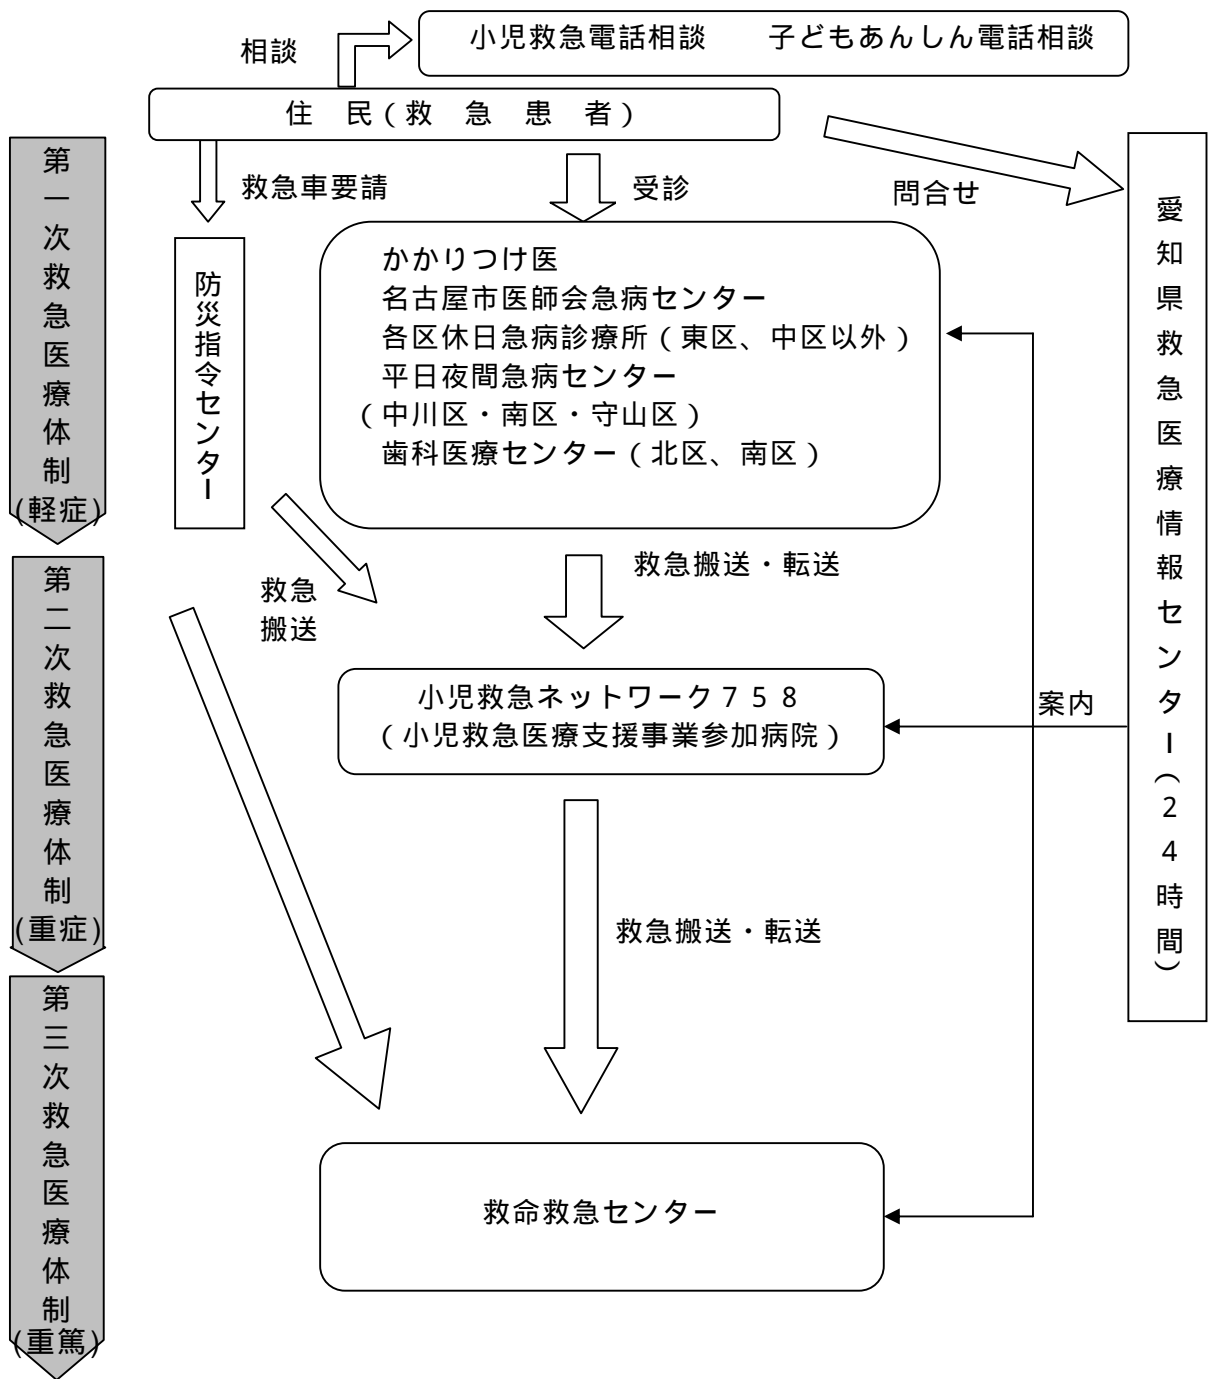 相談
小児救急電話相談　　子どもあんしん電話相談
住　民(救　急　患　者)
第一次救急医療体制(軽症)
救急車要請
受診
問合せ
愛知県救急医療情報センター(２４時間)
防災指令センター
かかりつけ医
名古屋市医師会急病センター
各区休日急病診療所(東区、中区以外)
平日夜間急病センター
(中川区・南区・守山区)
歯科医療センター(北区、南区)
救急
搬送
救急搬送・転送
第二次救急医療体制(重症)
小児救急ネットワーク７５８
(小児救急医療支援事業参加病院)
案内
救急搬送・転送
第三次救急医療体制(重篤)
救命救急センター